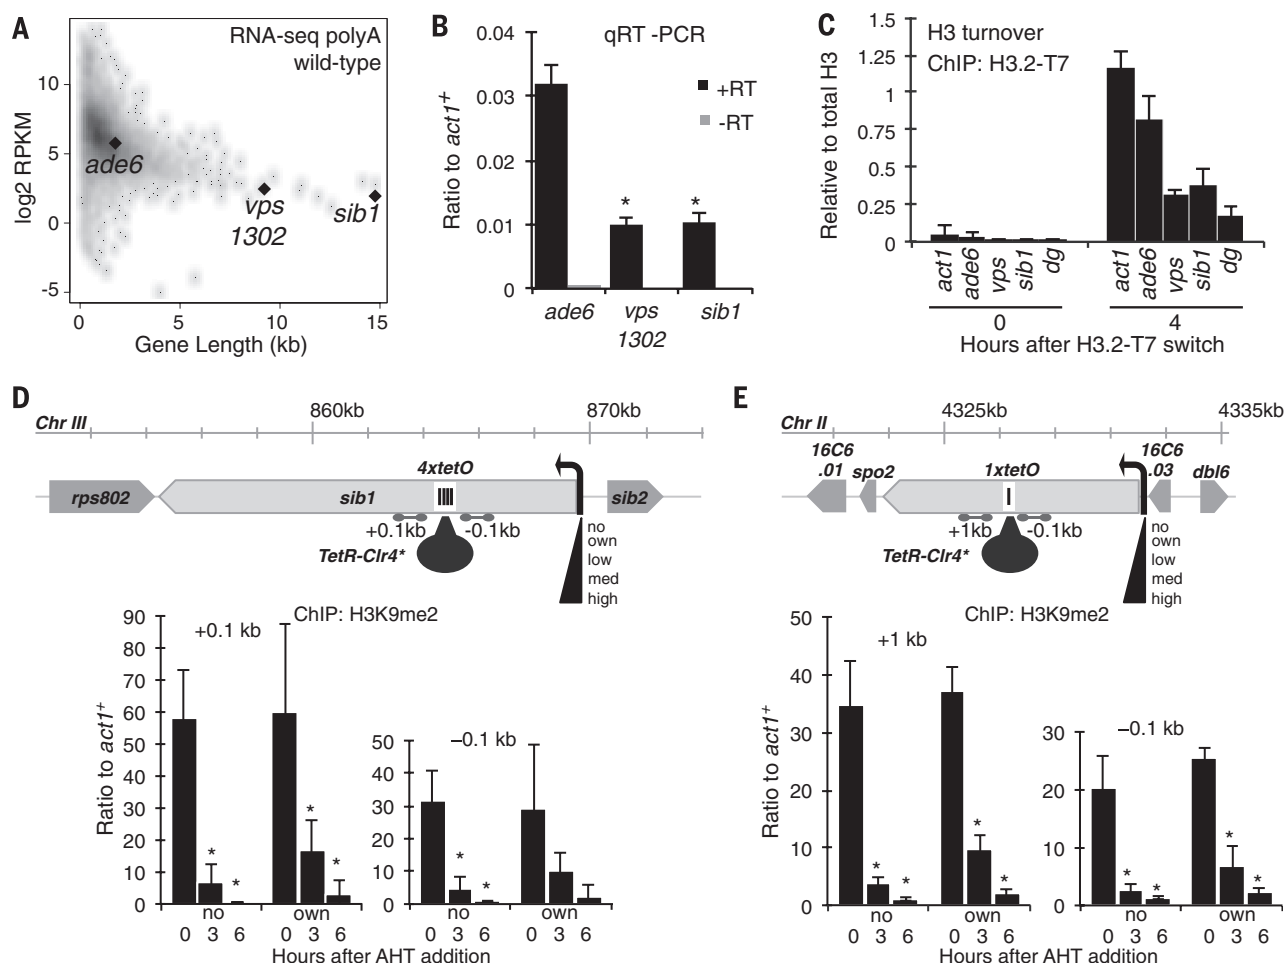 A
RNA-seq polyA
wild-type
log2 RPKM
10
5
0
-5
ade6
vps
1302
sib1
0
5
10
15
Gene Length (kb)
B
qRT -PCR
Ratio to act1+
0.04
0.03
0.02
0.01
0
+RT
-RT
*
*
ade6
vps
1302
sib1
C
H3 turnover
ChIP: H3.2-T7
Relative to total H3
1.5
1.25
1
0.75
0.5
0.25
0
act1
ade6
vps
sib1
dg
act1
ade6
vps
sib1
dg
0
4
Hours after H3.2-T7 switch
D
Chr III
860kb
870kb
4xtetO
rps802
sib1
sib2
+0.1kb
-0.1kb
TetR-Clr4*
no
own
low
med
high
ChIP: H3K9me2
+0.1 kb
Ratio to act1+
90
80
70
60
50
40
30
20
10
0
*
*
*
*
no
own
0 3 6
0 3 6
–0.1 kb
50
40
30
20
10
0
*
*
no
own
0 3 6
0 3 6
Hours after AHT addition
E
Chr II
4325kb
4335kb
16C6
.01
spo2
1xtetO
16C6
.03
dbl6
+1kb
-0.1kb
TetR-Clr4*
no
own
low
med
high
ChIP: H3K9me2
+1 kb
Ratio to act1+
50
40
30
20
10
0
*
*
*
*
no
own
0 3 6
0 3 6
–0.1 kb
30
20
10
0
*
*
*
*
no
own
0 3 6
0 3 6
Hours after AHT addition